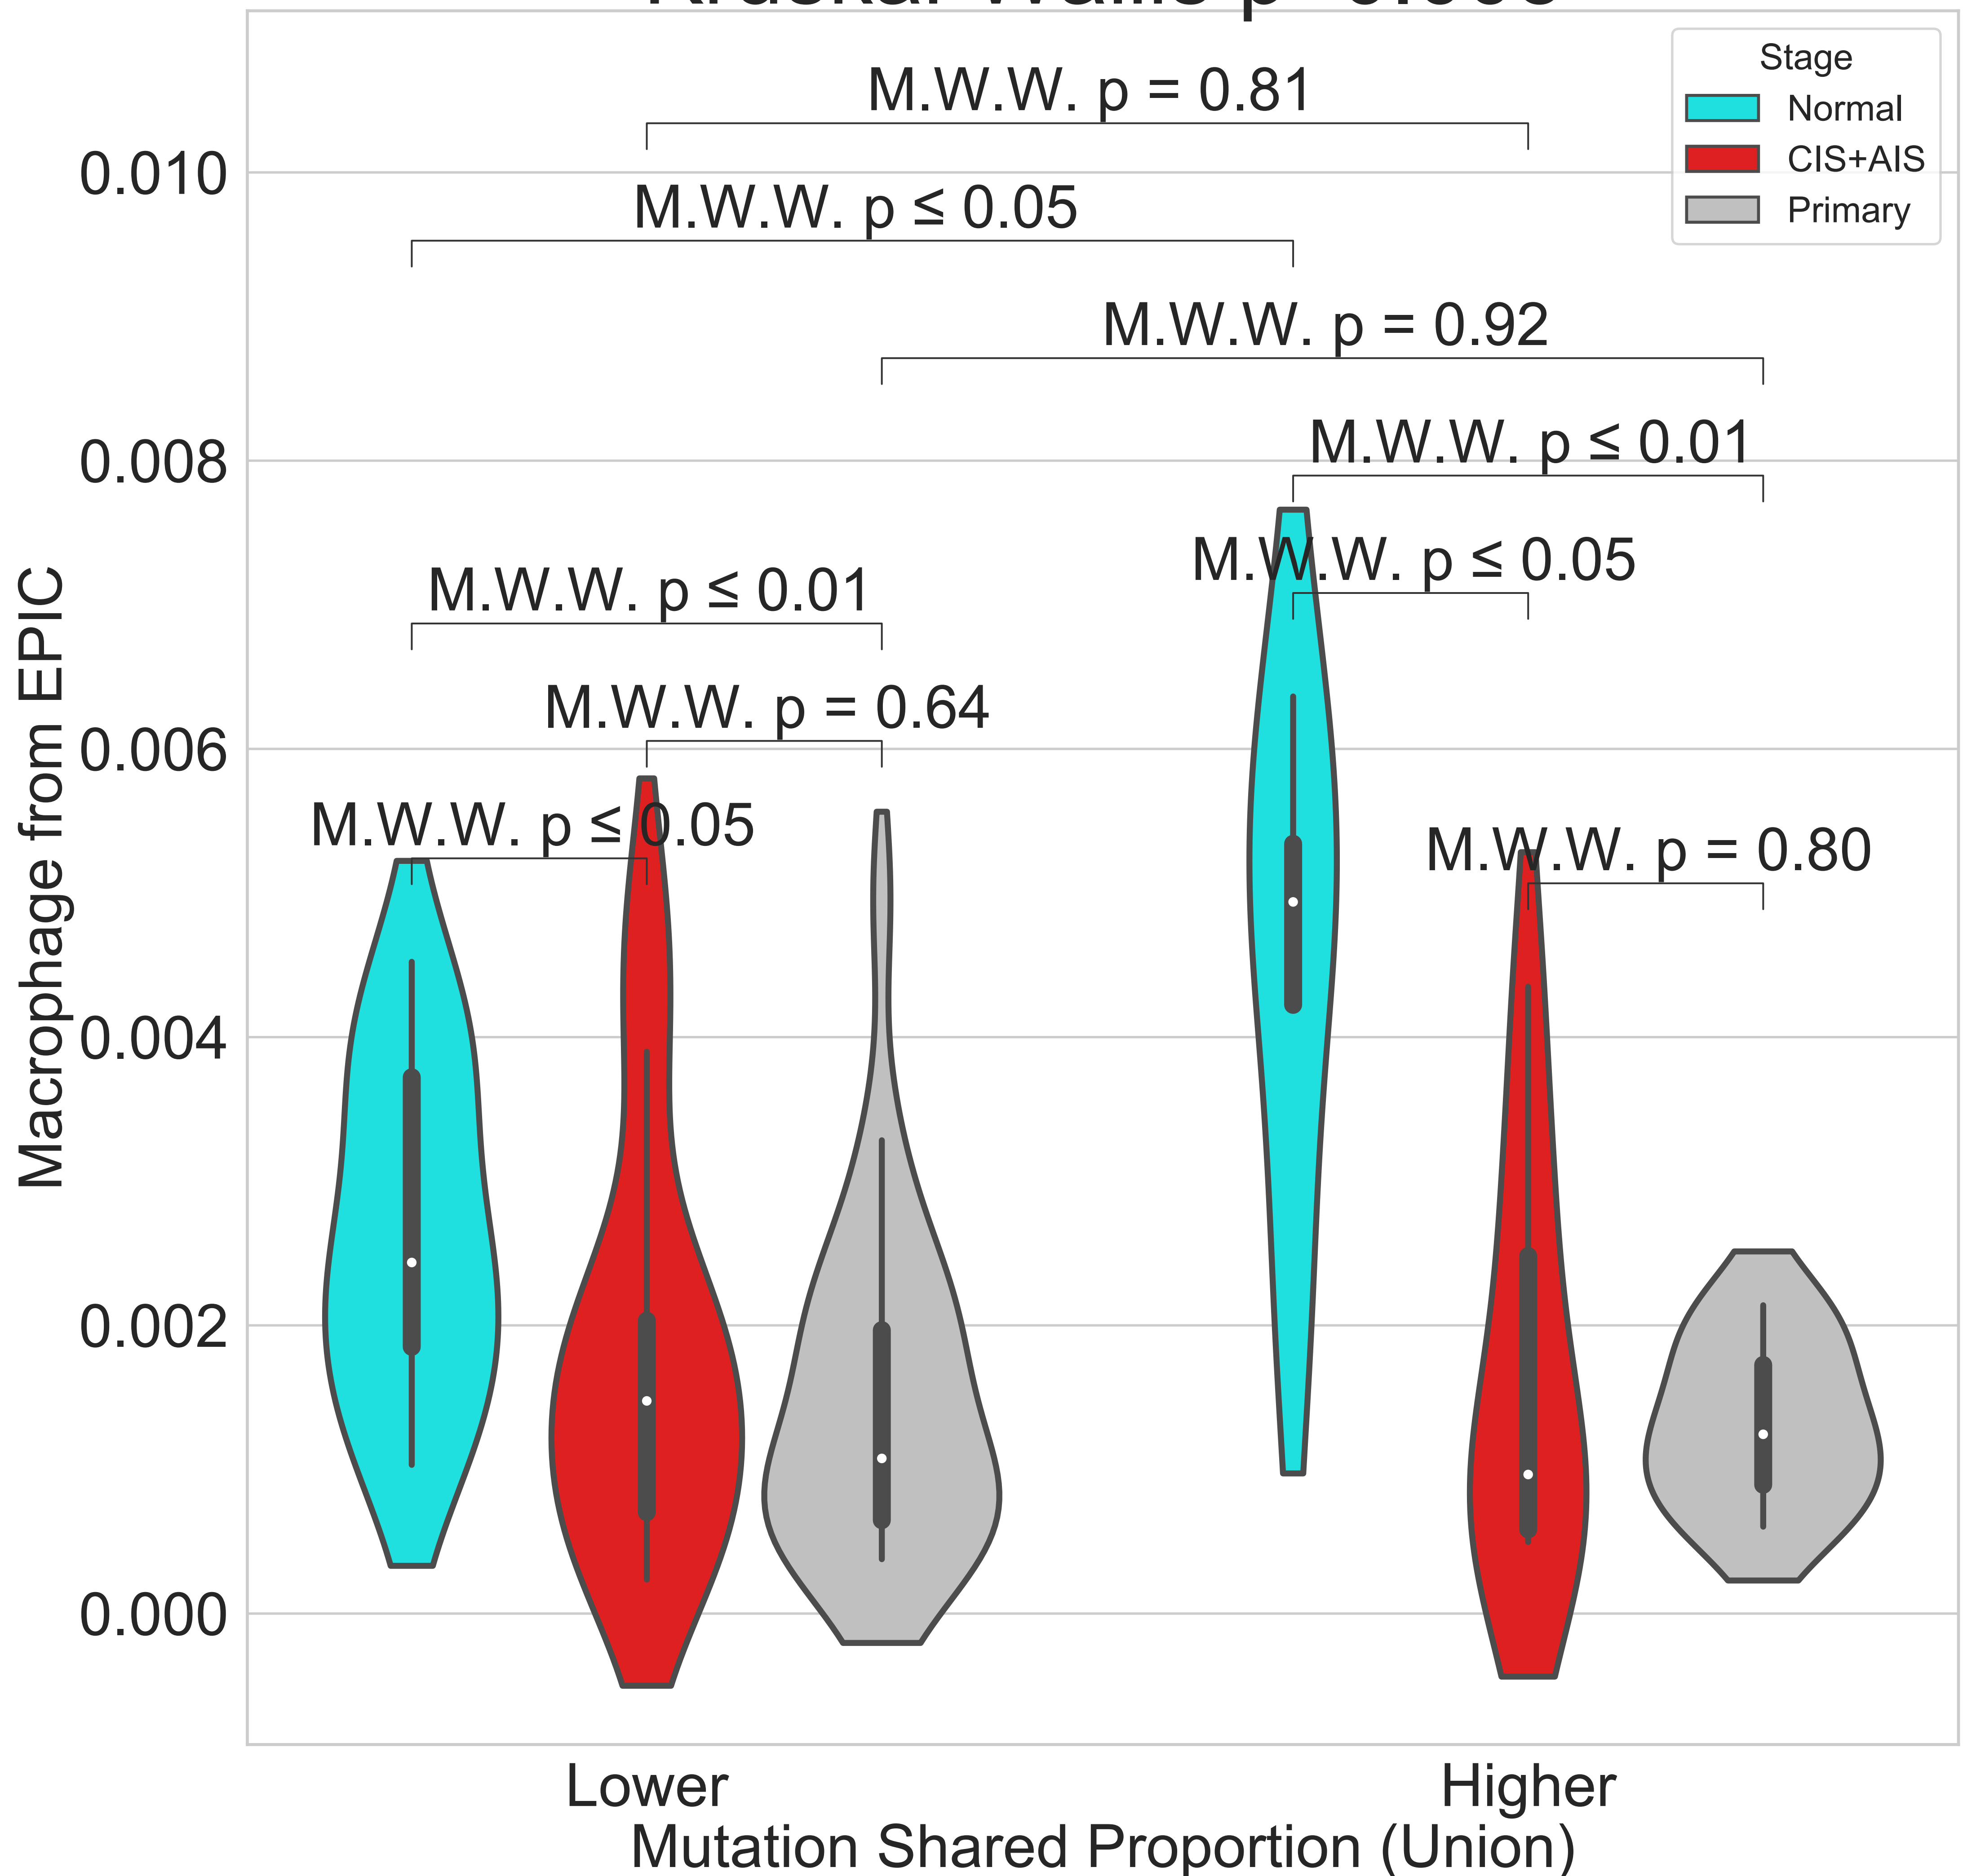 M.W.W. p = 0.81
M.W.W. p ≤ 0.05
M.W.W. p = 0.92
M.W.W. p ≤ 0.01
M.W.W. p ≤ 0.05
M.W.W. p ≤ 0.01
M.W.W. p = 0.64
M.W.W. p ≤ 0.05
M.W.W. p = 0.80
Stage
Normal
CIS+AIS
Primary
0.010
0.008
0.006
0.004
0.002
0.000
Macrophage from EPIC
Lower
Higher
Mutation Shared Proportion (Union)